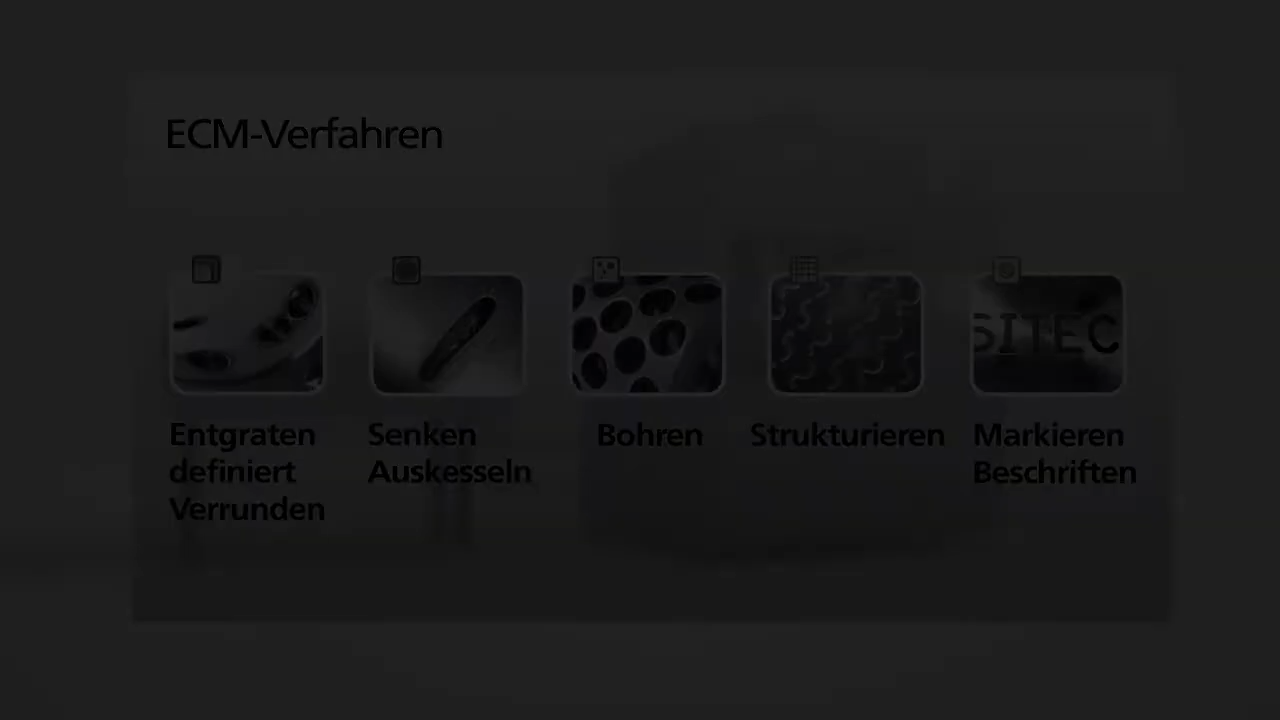 ECM-Verfahren
SITEC
Entgraten
definiert
Verrunden
Senken
Auskesseln
Bohren
Strukturieren
Markieren
Beschriften